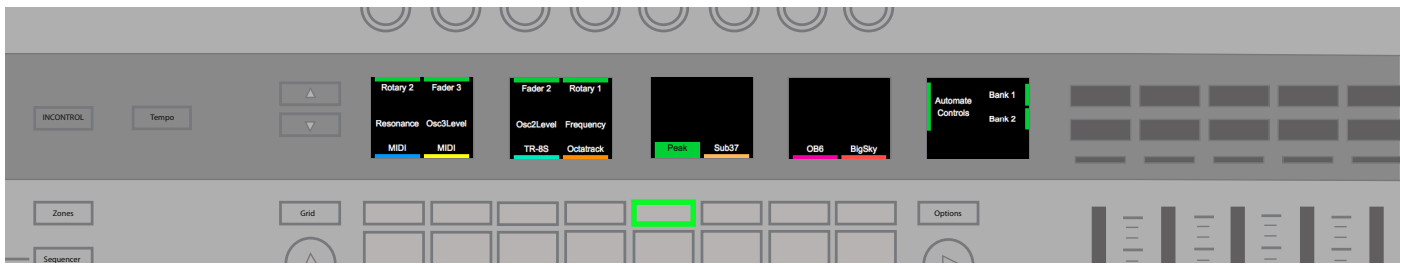 INCONTROL
Tempo
Rotary 2 Fader 3
Resonance Osc3Level
MIDI MIDI
Fader 2 Rotary 1
Osc2Level Frequency
TR-8S Octatrack
Peak Sub37
OB6 BigSky
Automate
Controls
Bank 1
Bank 2
Zones
Grid
Options
Sequencer